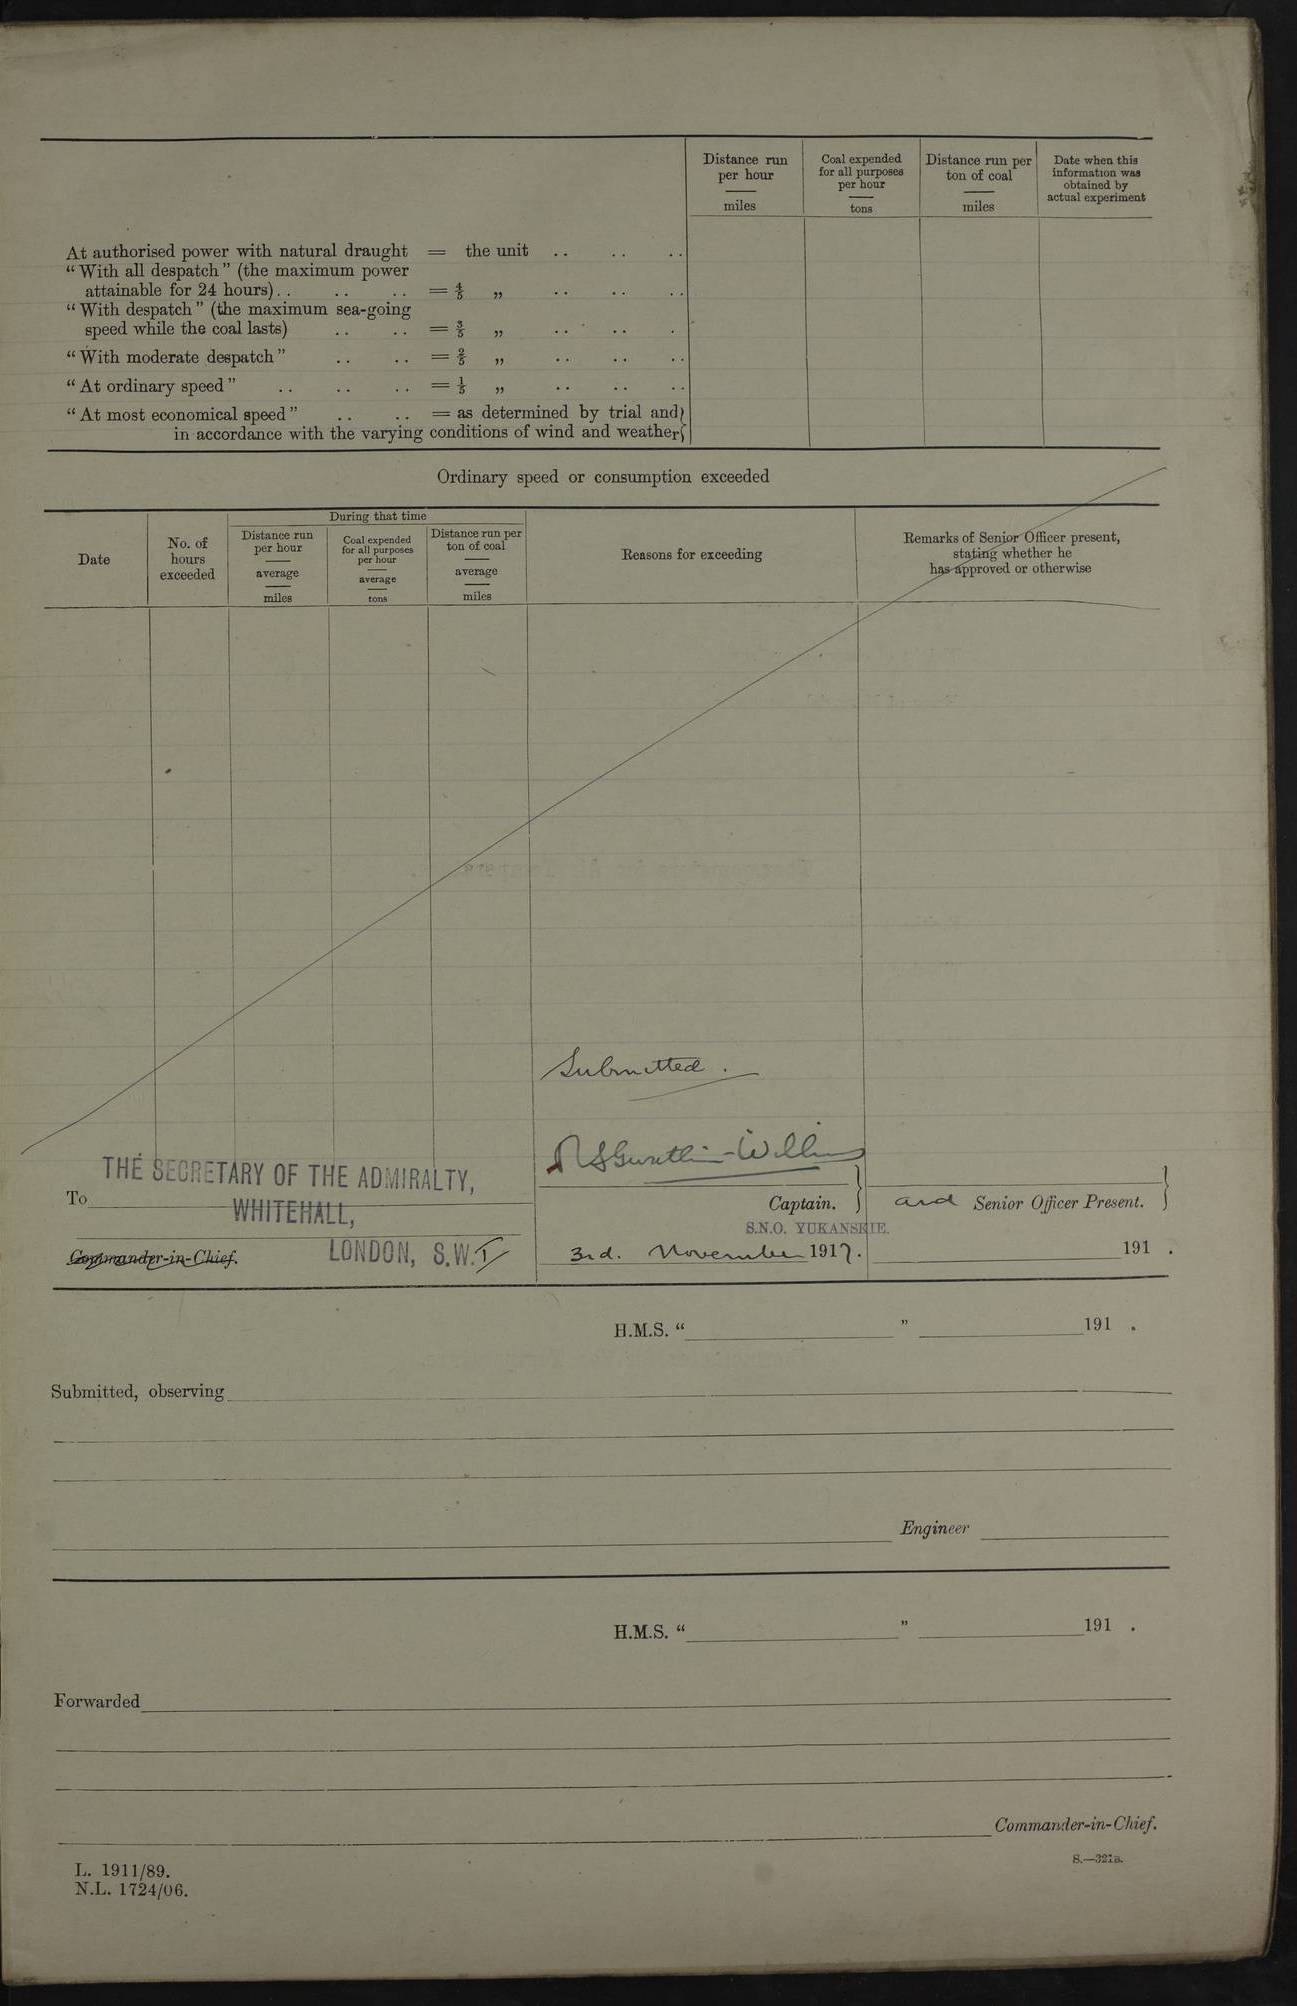 Distance run per hour miles
Coal expended for all purposes per hour tons
Distance run per ton of coal miles
Date when this information was obtained by actual experiment
At authorised power with natural draught = the unit .. .. ..
“With all despatch” (the maximum power
attainable for 24 hours).. .. .. = 4/5 „ .. .. ..
“With despatch” (the maximum sea-going
speed while the coal lasts) .. .. = 3/5 „ .. .. .
“With moderate despatch” .. .. = 2/5 „ .. .. ..
“At ordinary speed” .. .. .. = 1/5 „ .. .. ..
“At most economical speed” .. .. = as determined by trial and
in accordance with the varying conditions of wind and weather
Ordinary speed or consumption exceeded
During that time
Date
No. of hours exceeded
Distance run per hour average miles
Coal expended for all purposes per hour average tons
Distance run per ton of coal average miles
Reasons for exceeding
Remarks of Senior Officer present, stating whether he has approved or otherwise
Submitted.
THE SECRETARY OF THE ADMIRALTY,
To WHITEHALL,
Commander-in-Chief. LONDON, S.W.1
Captain.
S.N.O. YUKANSKIE.
3rd. November 1917.
and Senior Officer Present.
191 .
H.M.S. “ ” 191 .
Submitted, observing
Engineer
H.M.S. “ ” 191 .
Forwarded
Commander-in-Chief.
L. 1911/89.
N.L. 1724/06.
S.—321B.